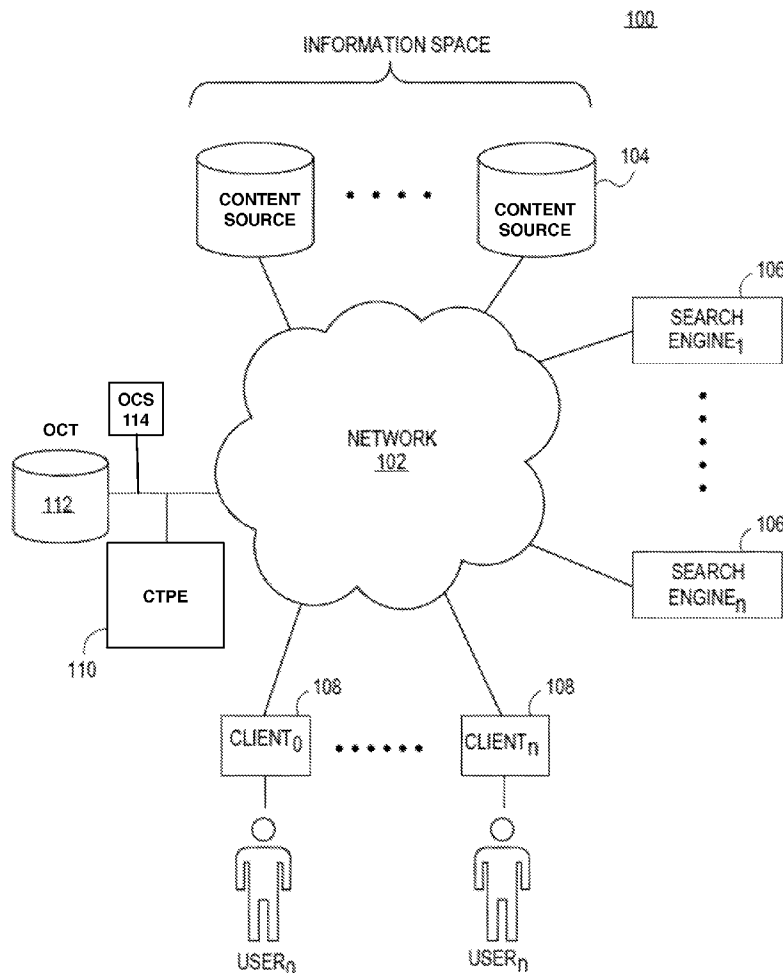 100
INFORMATION SPACE
CONTENT
SOURCE
CONTENT
SOURCE
104
106
SEARCH
ENGINE1
OCS
114
OCT
NETWORK
102
112
106
CTPE
SEARCH
ENGINEn
110
108
108
CLIENT0
CLIENTn
USERn
USERn